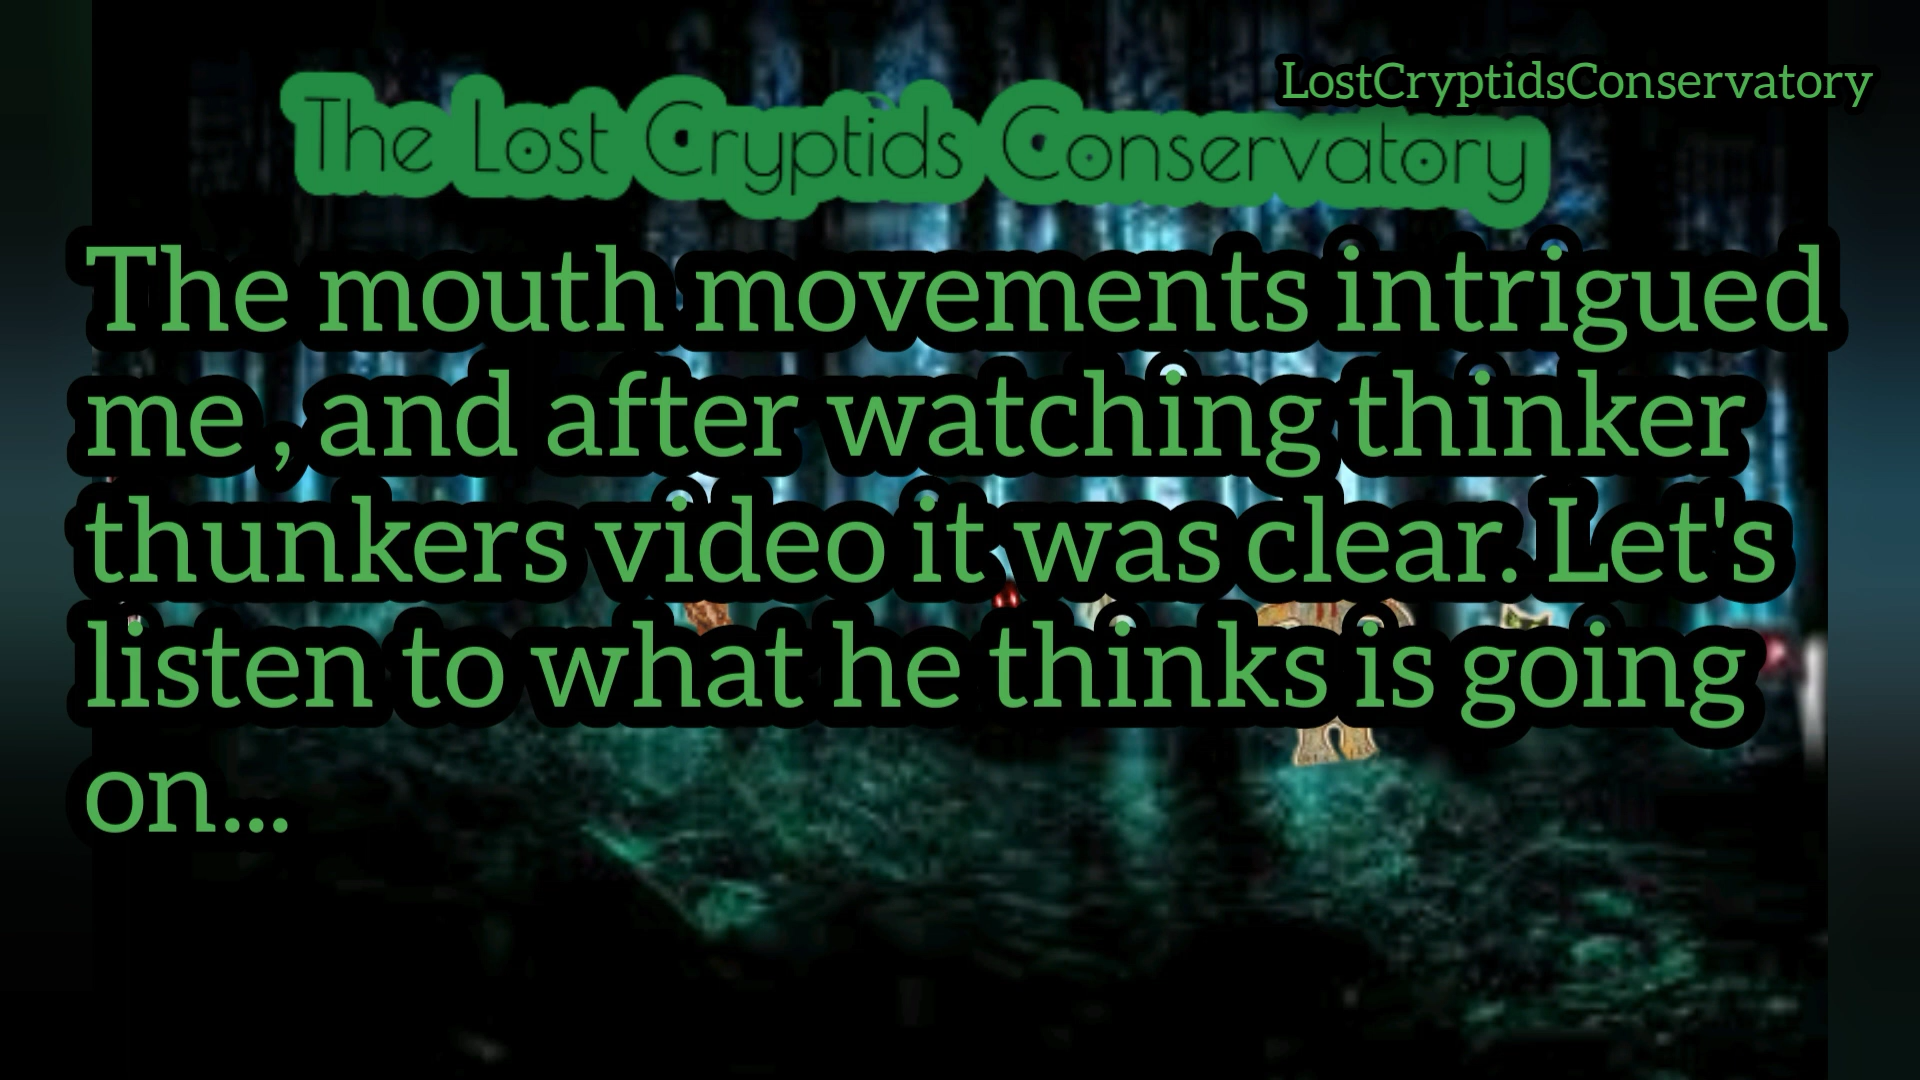 LostCryptidsConservatory
The Lost Cryptids Conservatory
The mouth movements intrigued
me , and after watching thinker
thunkers video it was clear. Let's
listen to what he thinks is going
on...